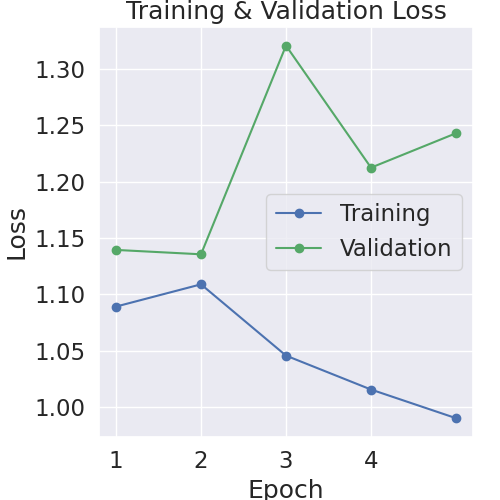 Training & Validation Loss
1.30
1.25
1.20
1.15
1.10
1.05
1.00
Loss
Training
Validation
1 2 3 4
Epoch